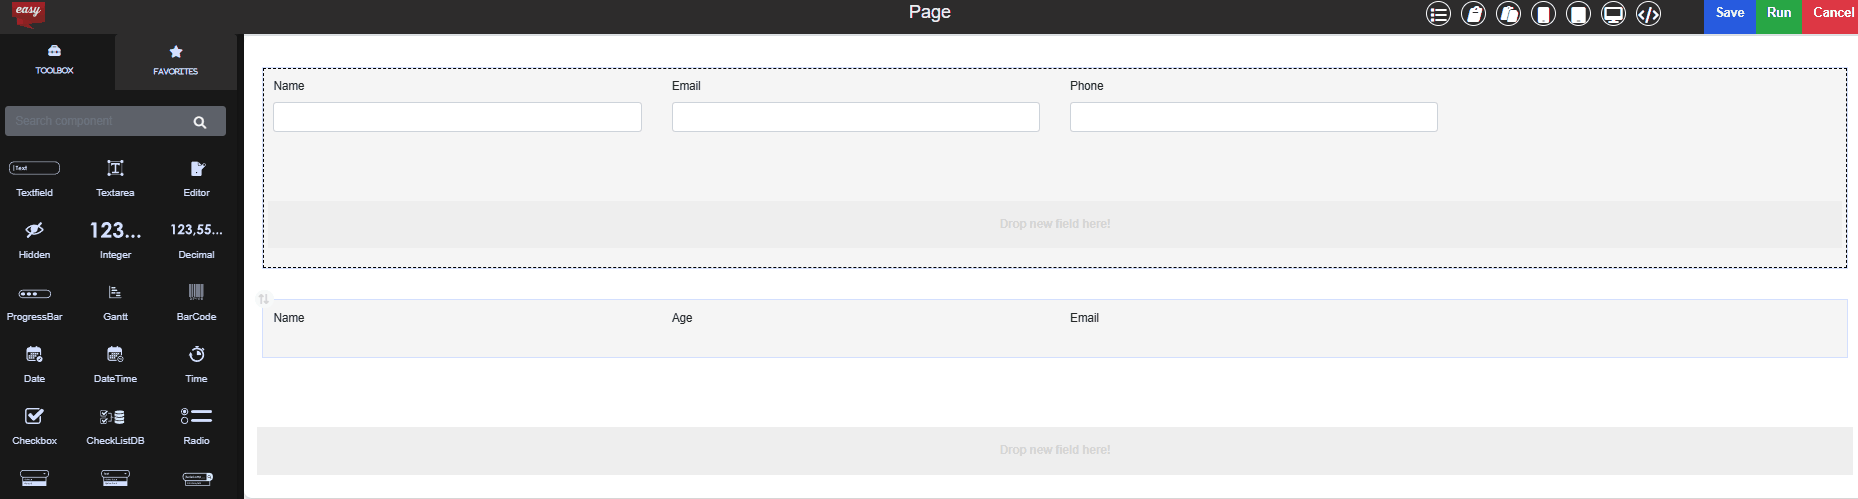 easy
Page
Save Run Cancel
TOOLBOX FAVORITES
Search component
Text
Textfield Textarea Editor
123... 123,55...
Hidden Integer Decimal
ProgressBar Gantt BarCode
Date DateTime Time
Checkbox CheckListDB Radio
Name Email Phone
Drop new field here!
Name Age Email
Drop new field here!